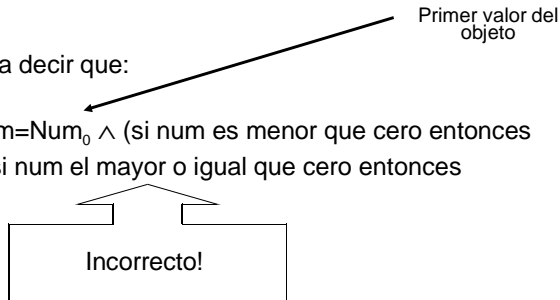 Primer valor del
objeto
a decir que:
m=Num₀ ∧ (si num es menor que cero entonces
si num el mayor o igual que cero entonces
Incorrecto!